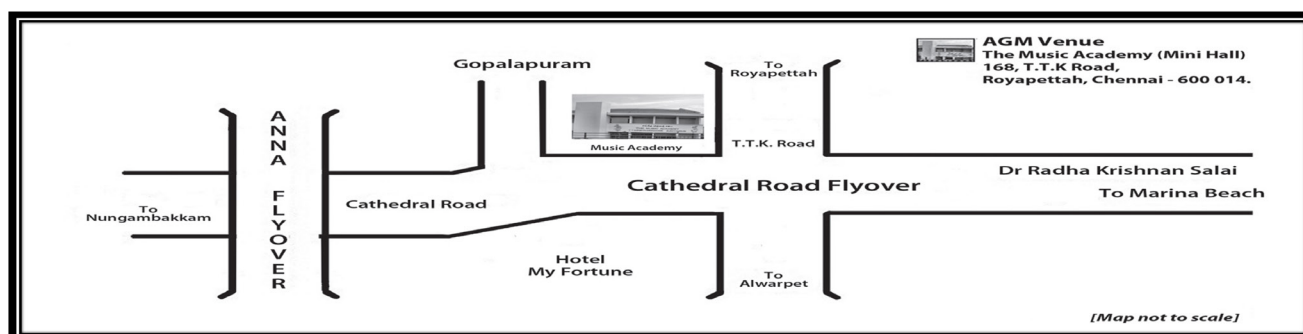 AGM Venue
The Music Academy (Mini Hall)
168, T.T.K Road,
Royapettah, Chennai - 600 014.
Gopalapuram
To
Royapettah
ANNA FLYOVER
Music Academy
T.T.K. Road
Dr Radha Krishnan Salai
To Marina Beach
Cathedral Road Flyover
Cathedral Road
To
Nungambakkam
Hotel
My Fortune
To
Alwarpet
[Map not to scale]